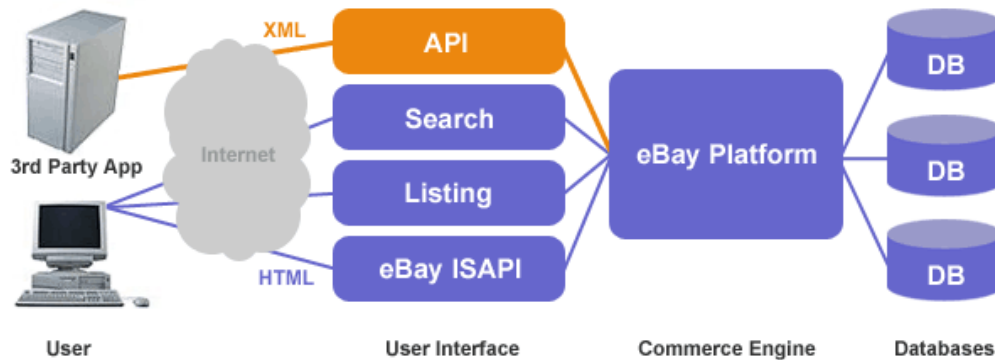 XML
API
DB
Search
eBay Platform
Internet
3rd Party App
DB
Listing
eBay ISAPI
HTML
DB
User
User Interface
Commerce Engine
Databases